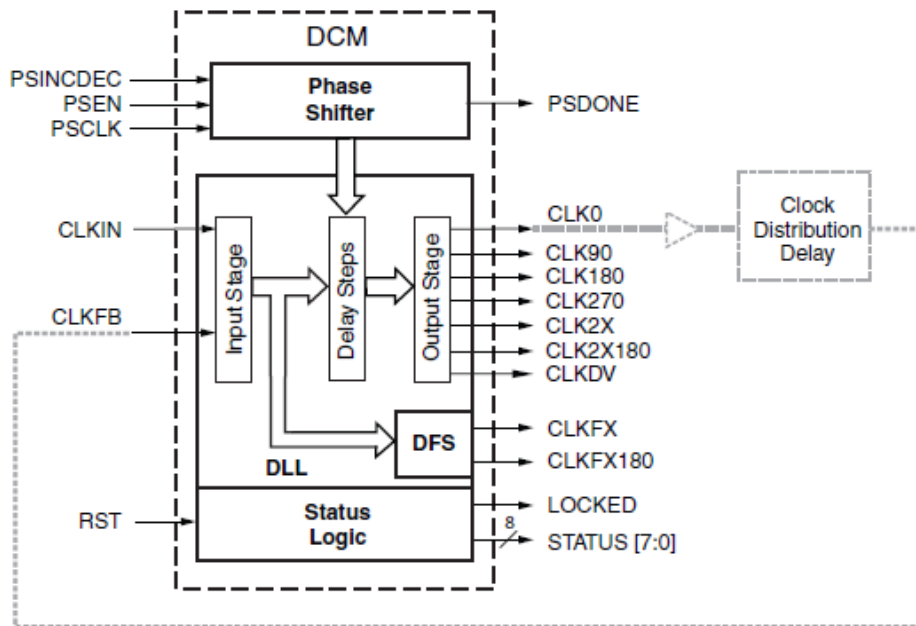 DCM
PSINCDEC
PSEN
PSCLK
Phase
Shifter
PSDONE
CLKIN
CLKFB
Input Stage
Delay Steps
Output Stage
CLK0
CLK90
CLK180
CLK270
CLK2X
CLK2X180
CLKDV
Clock
Distribution
Delay
DFS
CLKFX
CLKFX180
DLL
RST
Status
Logic
LOCKED
8
STATUS [7:0]